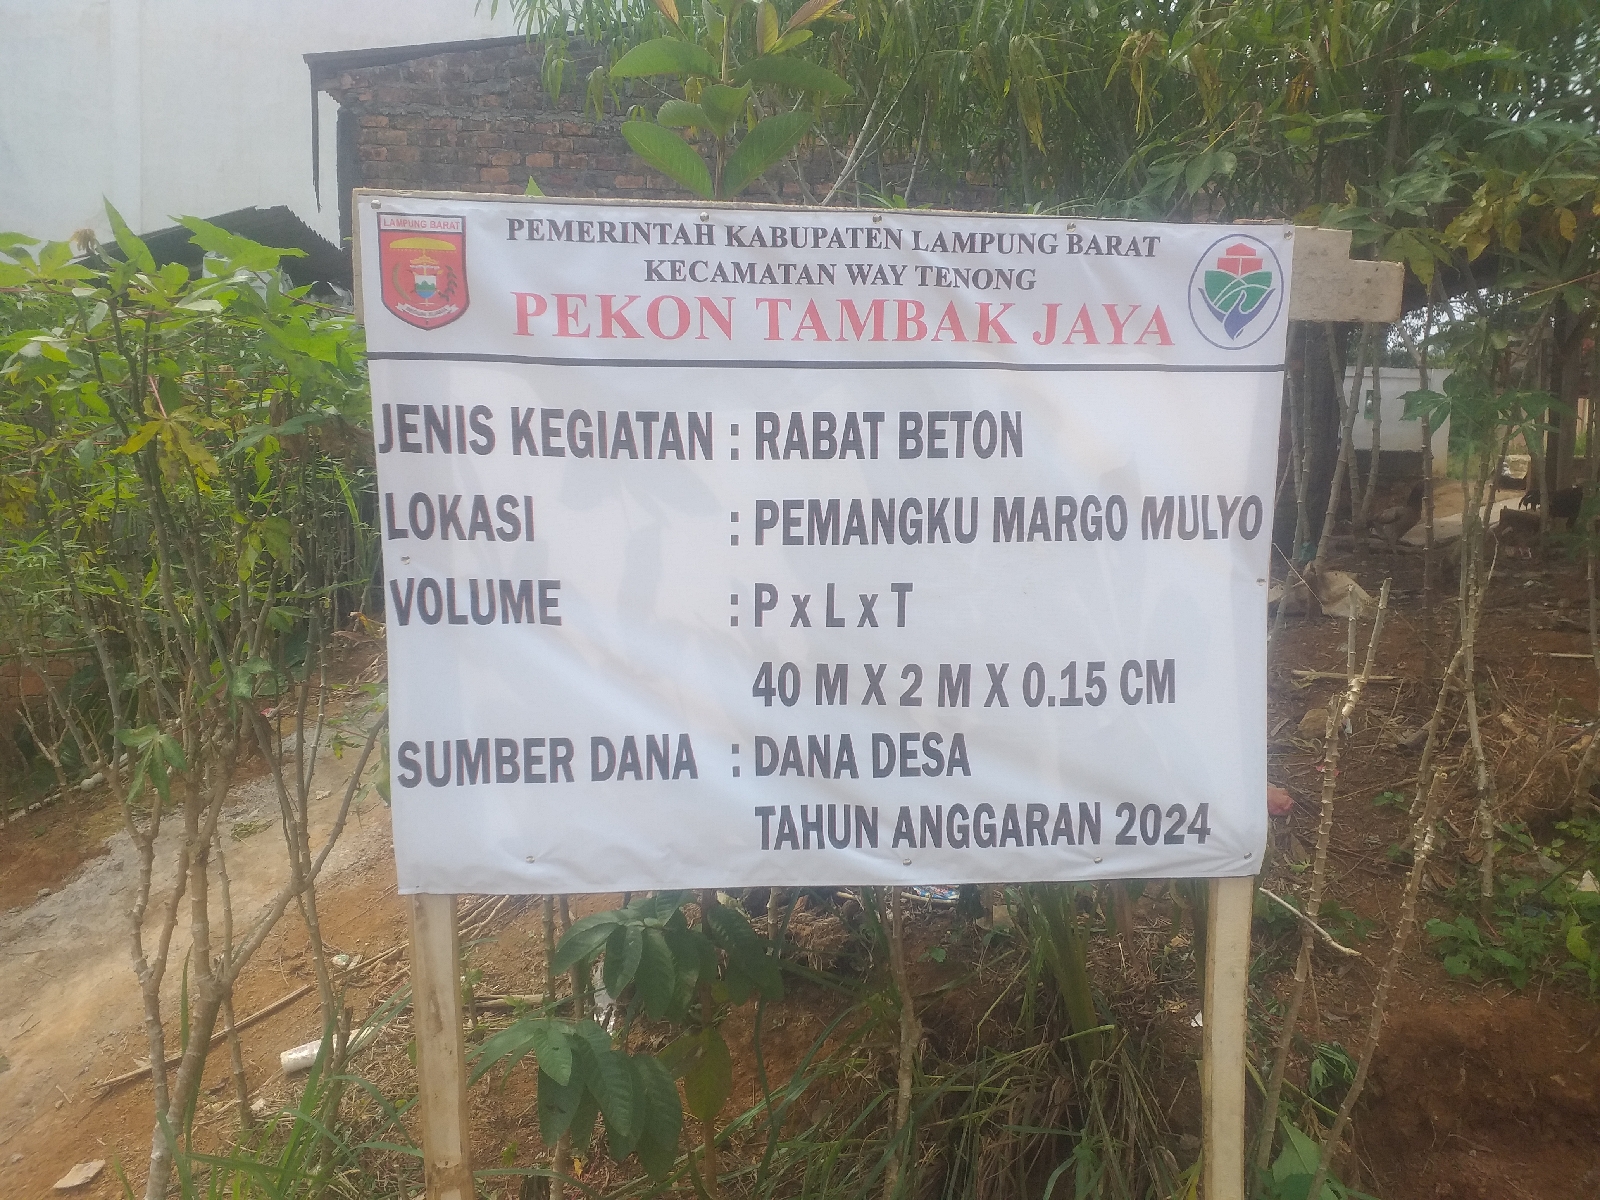 LAMPUNG BARAT
PEMERINTAH KABUPATEN LAMPUNG BARAT
KECAMATAN WAY TENONG
PEKON TAMBAK JAYA
JENIS KEGIATAN : RABAT BETON
LOKASI : PEMANGKU MARGO MULYO
VOLUME : P x L x T
40 M X 2 M X 0.15 CM
SUMBER DANA : DANA DESA
TAHUN ANGGARAN 2024